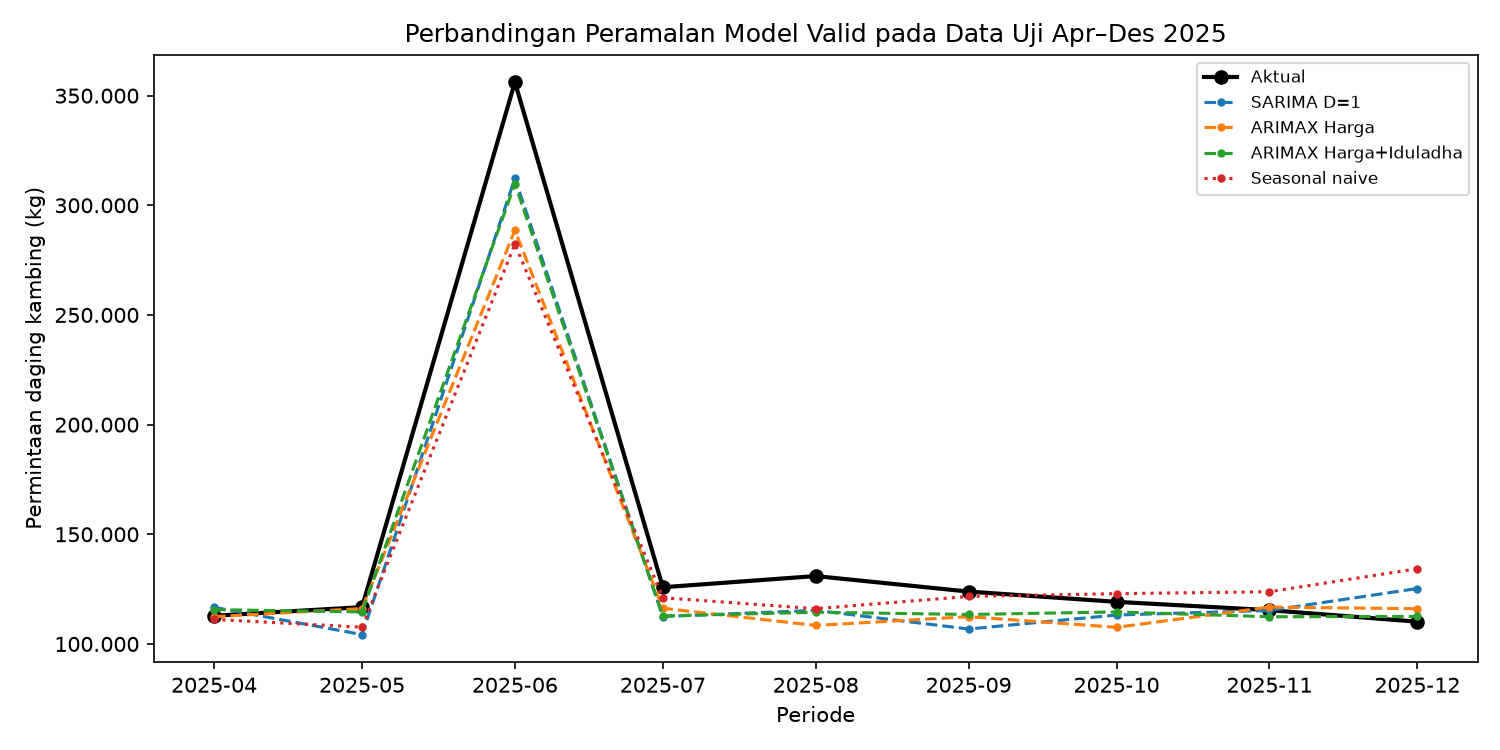 Perbandingan Peramalan Model Valid pada Data Uji Apr–Des 2025
Permintaan daging kambing (kg)
350.000
300.000
250.000
200.000
150.000
100.000
Aktual
SARIMA D=1
ARIMAX Harga
ARIMAX Harga+Iduladha
Seasonal naive
2025-04 2025-05 2025-06 2025-07 2025-08 2025-09 2025-10 2025-11 2025-12
Periode